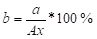 b = a/Ax * 100 %